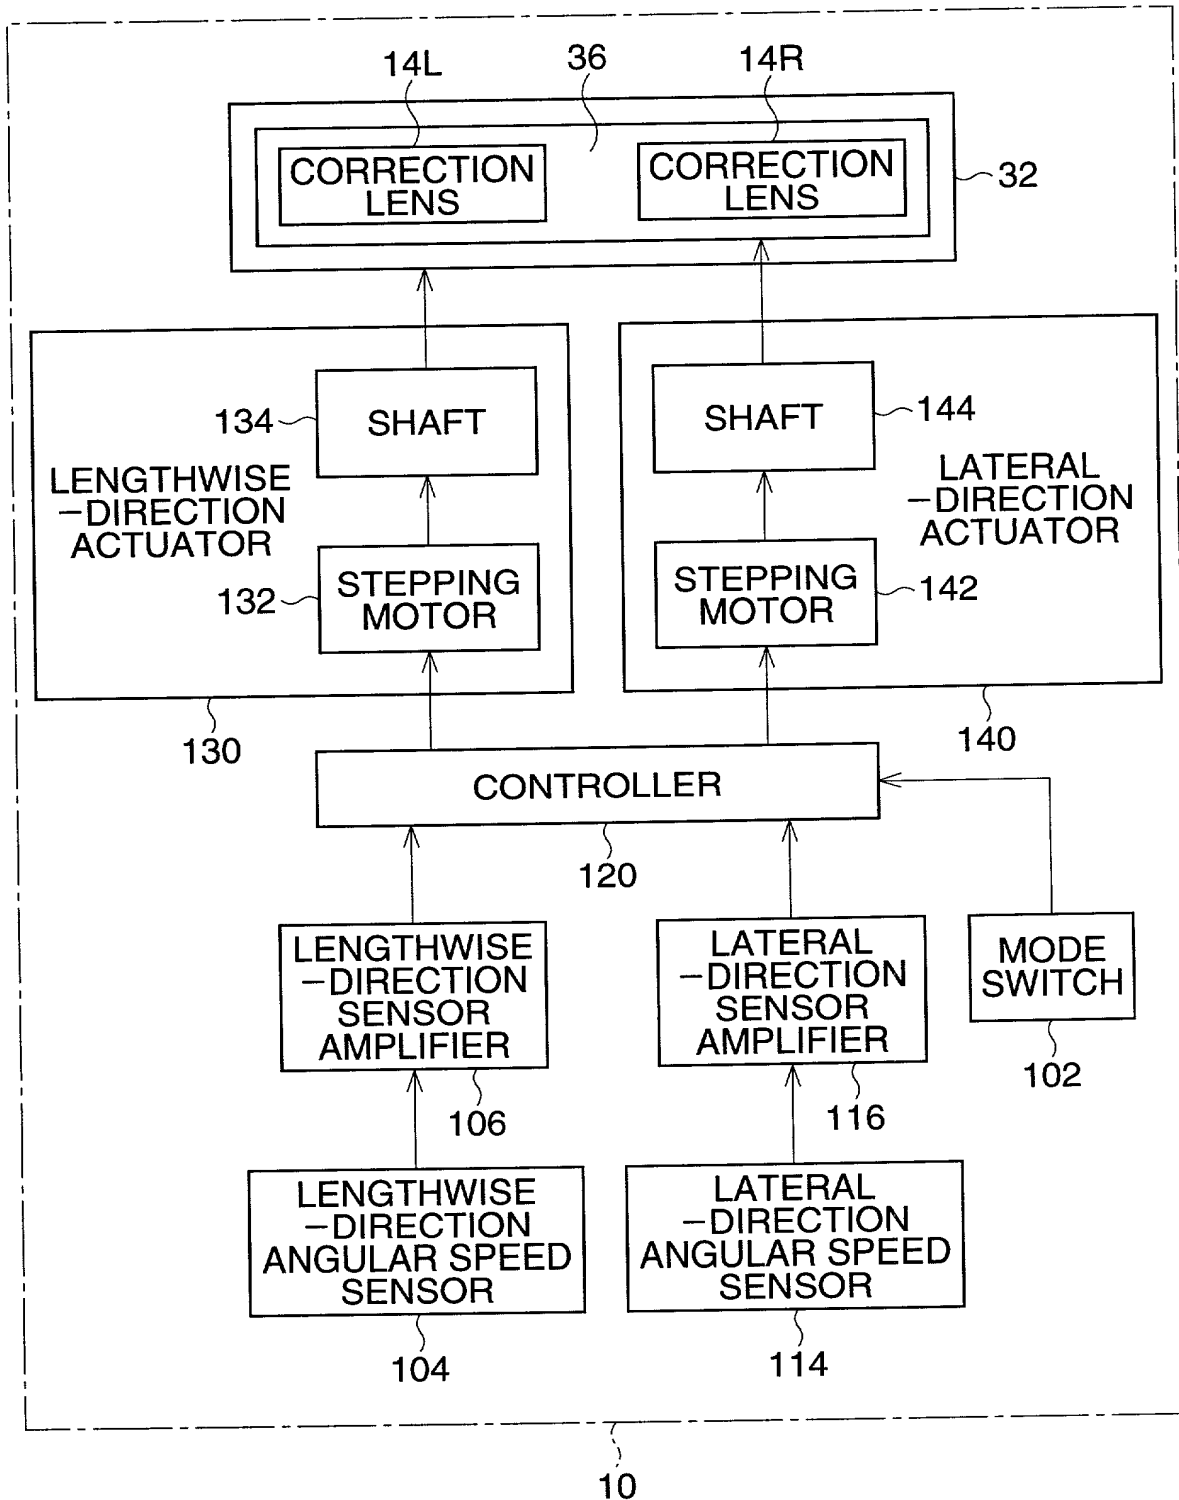 14L
36
14R
CORRECTION
LENS
CORRECTION
LENS
32
134
SHAFT
LENGTHWISE
-DIRECTION
ACTUATOR
132
STEPPING
MOTOR
130
SHAFT
144
LATERAL
-DIRECTION
ACTUATOR
STEPPING
MOTOR
142
140
CONTROLLER
120
LENGTHWISE
-DIRECTION
SENSOR
AMPLIFIER
106
LATERAL
-DIRECTION
SENSOR
AMPLIFIER
116
MODE
SWITCH
102
LENGTHWISE
-DIRECTION
ANGULAR SPEED
SENSOR
104
LATERAL
-DIRECTION
ANGULAR SPEED
SENSOR
114
10